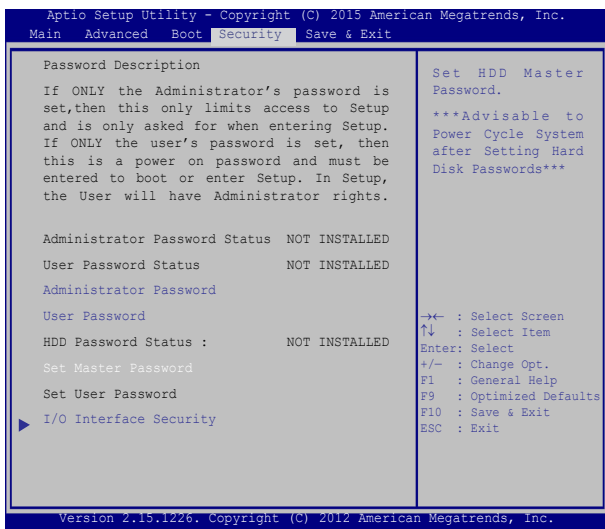 Aptio Setup Utility - Copyright (C) 2015 American Megatrends, Inc.
Main Advanced Boot Security Save & Exit
Password Description
If ONLY the Administrator's password is
set,then this only limits access to Setup
and is only asked for when entering Setup.
If ONLY the user's password is set, then
this is a power on password and must be
entered to boot or enter Setup. In Setup,
the User will have Administrator rights.
Administrator Password Status NOT INSTALLED
User Password Status NOT INSTALLED
Administrator Password
User Password
HDD Password Status : NOT INSTALLED
Set Master Password
Set User Password
I/O Interface Security
Set HDD Master
Password.
***Advisable to
Power Cycle System
after Setting Hard
Disk Passwords***
→← : Select Screen
↑↓ : Select Item
Enter: Select
+/− : Change Opt.
F1 : General Help
F9 : Optimized Defaults
F10 : Save & Exit
ESC : Exit
Version 2.15.1226. Copyright (C) 2012 American Megatrends, Inc.